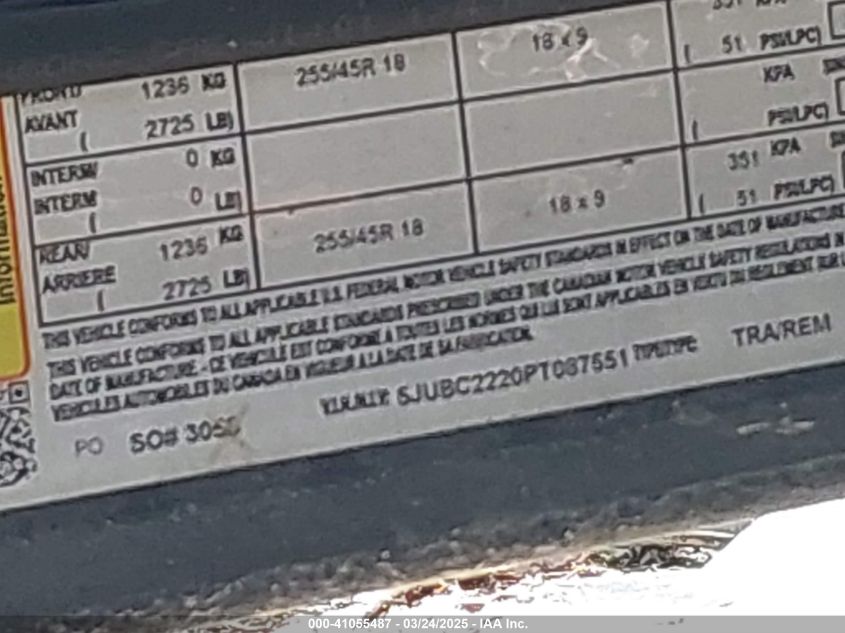 351 KPA
FRONT/ 1236 KG 255/45R 18 18 x 9 ( 51 PSI/LPC)
AVANT ( 2725 LB)
INTERM/ 0 KG KPA
INTERM ( 0 LB) ( PSI/LPC)
REAR/ 1236 KG 255/45R 18 18 x 9 351 KPA
ARRIERE ( 2725 LB) ( 51 PSI/LPC)
THIS VEHICLE CONFORMS TO ALL APPLICABLE U.S. FEDERAL MOTOR VEHICLE SAFETY STANDARDS IN EFFECT ON THE DATE OF MANUFACTURE
THIS VEHICLE CONFORMS TO ALL APPLICABLE STANDARDS PRESCRIBED UNDER THE CANADIAN MOTOR VEHICLE SAFETY REGULATIONS IN
DATE OF MANUFACTURE. - CE VEHICULE EST CONFORME A TOUTES LES NORMES QUI LUI SONT APPLICABLES EN VERTU DU REGLEMENT SUR
VEHICULES AUTOMOBILES DU CANADA EN VIGUEUR A LA DATE DE SA FABRICATION.
V.I.N./N.I.V: 5JUBC2220PT087551 TYPE/TYPE: TRA/REM
PO SO# 305
Information
000-41055487 - 03/24/2025 - IAA Inc.